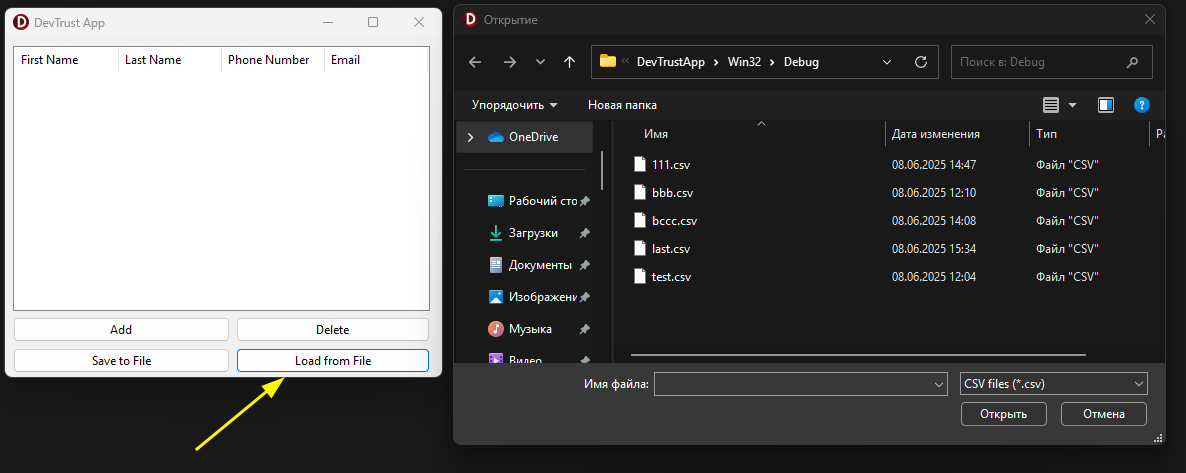 DevTrust App
First Name Last Name Phone Number Email
Add Delete
Save to File Load from File
Открытие
DevTrustApp Win32 Debug Поиск в: Debug
Упорядочить Новая папка
OneDrive
Рабочий сто
Загрузки
Документы
Изображени
Музыка
Видео
Имя Дата изменения Тип Ра
111.csv 08.06.2025 14:47 Файл "CSV"
bbb.csv 08.06.2025 12:10 Файл "CSV"
bccc.csv 08.06.2025 14:08 Файл "CSV"
last.csv 08.06.2025 15:34 Файл "CSV"
test.csv 08.06.2025 12:04 Файл "CSV"
Имя файла: CSV files (*.csv)
Открыть Отмена